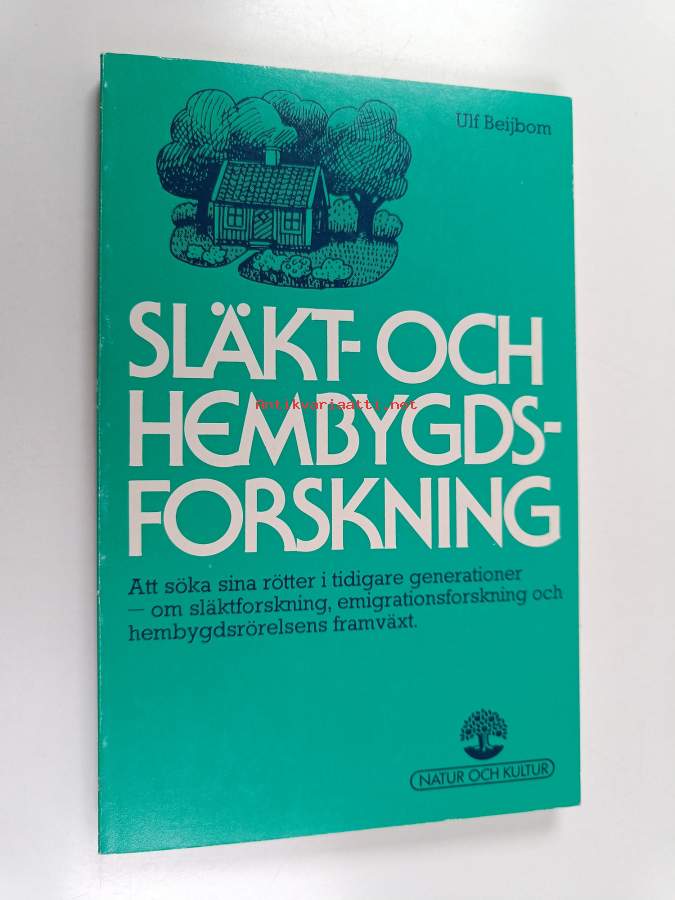 Ulf Beijbom
SLÄKT- OCH
Antikvariaatti.net
HEMBYGDS-
FORSKNING
Att söka sina rötter i tidigare generationer
— om släktforskning, emigrationsforskning och
hembygdsrörelsens framväxt.
NATUR OCH KULTUR